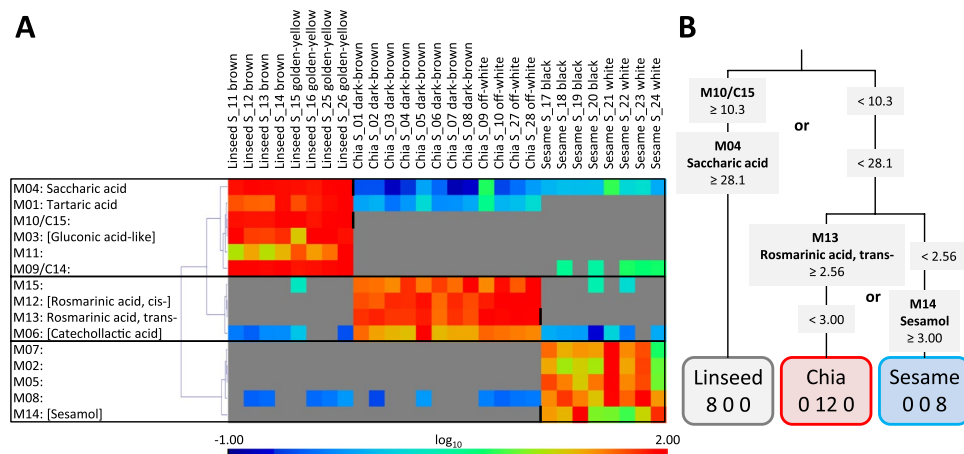 A
Linseed S_11 brown
Linseed S_12 brown
Linseed S_13 brown
Linseed S_14 brown
Linseed S_15 golden-yellow
Linseed S_16 golden-yellow
Linseed S_25 golden-yellow
Linseed S_26 golden-yellow
Chia S_01 dark-brown
Chia S_02 dark-brown
Chia S_03 dark-brown
Chia S_04 dark-brown
Chia S_05 dark-brown
Chia S_06 dark-brown
Chia S_07 dark-brown
Chia S_08 dark-brown
Chia S_09 off-white
Chia S_10 off-white
Chia S_27 off-white
Chia S_28 off-white
Sesame S_17 black
Sesame S_18 black
Sesame S_19 black
Sesame S_20 black
Sesame S_21 white
Sesame S_22 white
Sesame S_23 white
Sesame S_24 white
M04: Saccharic acid
M01: Tartaric acid
M10/C15:
M03: [Gluconic acid-like]
M11:
M09/C14:
M15:
M12: [Rosmarinic acid, cis-]
M13: Rosmarinic acid, trans-
M06: [Catechollactic acid]
M07:
M02:
M05:
M08:
M14: [Sesamol]
-1.00
log10
2.00
B
M10/C15
≥ 10.3
< 10.3
or
M04
Saccharic acid
≥ 28.1
< 28.1
M13
Rosmarinic acid, trans-
≥ 2.56
< 2.56
or
< 3.00
M14
Sesamol
≥ 3.00
Linseed
8 0 0
Chia
0 12 0
Sesame
0 0 8